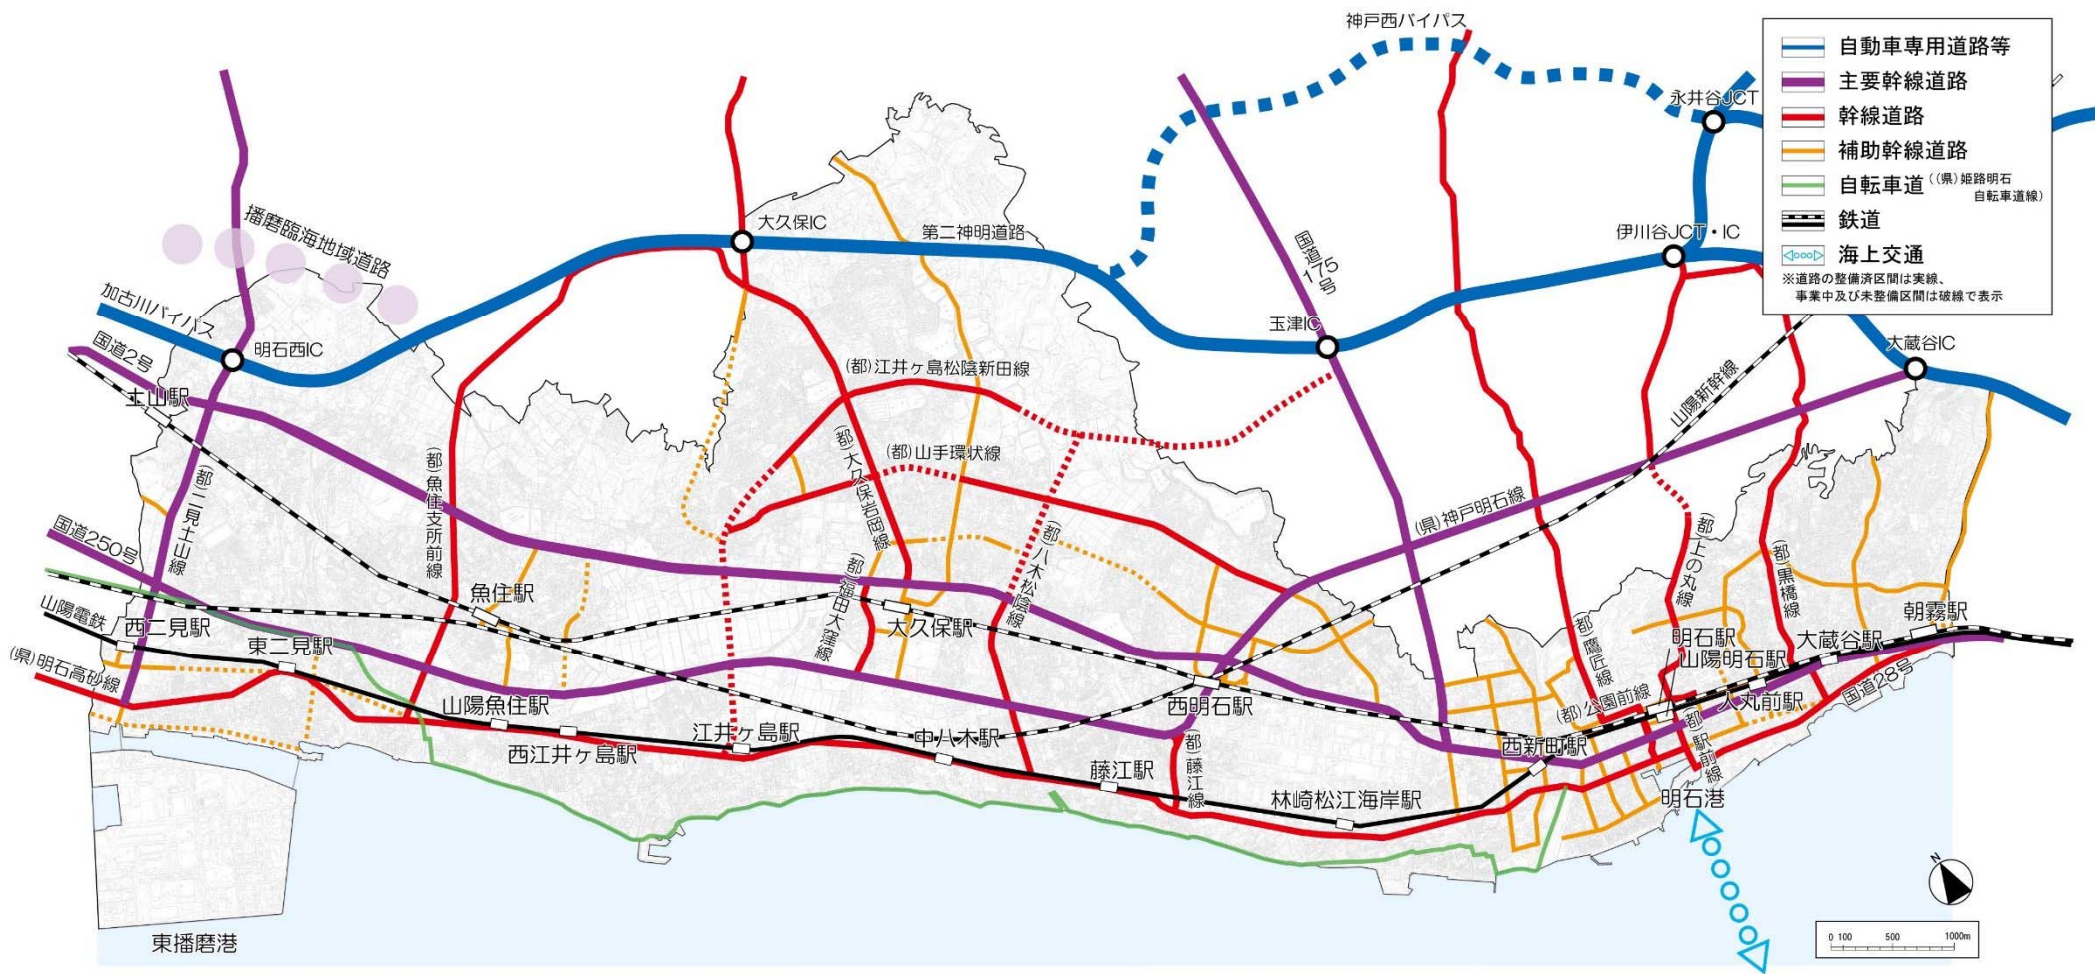 神戸西バイパス
自動車専用道路等
主要幹線道路
幹線道路
補助幹線道路
自転車道 ((県)姫路明石
自転車道線)
鉄道
海上交通
※道路の整備済区間は実線、
事業中及び未整備区間は破線で表示
永井谷JCT
播磨臨海地域道路
大久保IC
第二神明道路
国道175号
伊川谷JCT・IC
加古川バイパス
国道2号
明石西IC
玉津IC
大蔵谷IC
土山駅
(都)江井ヶ島松陰新田線
山陽新幹線
(都)二見土山線
(都)魚住支所前線
(都)大久保岩岡線
(都)山手環状線
(県)神戸明石線
国道250号
(都)八木松陰線
(都)上の丸線
(都)黒橋線
山陽電鉄
西二見駅
東二見駅
魚住駅
(都)福田大窪線
大久保駅
(都)鷹匠線
明石駅
山陽明石駅
大蔵谷駅
朝霧駅
(県)明石高砂線
山陽魚住駅
西江井ヶ島駅
江井ヶ島駅
中八木駅
西明石駅
(都)公園前線
人丸前駅
国道28号
西新町駅
(都)駅前線
藤江駅
(都)藤江線
林崎松江海岸駅
明石港
東播磨港
N
0 100 500 1000m